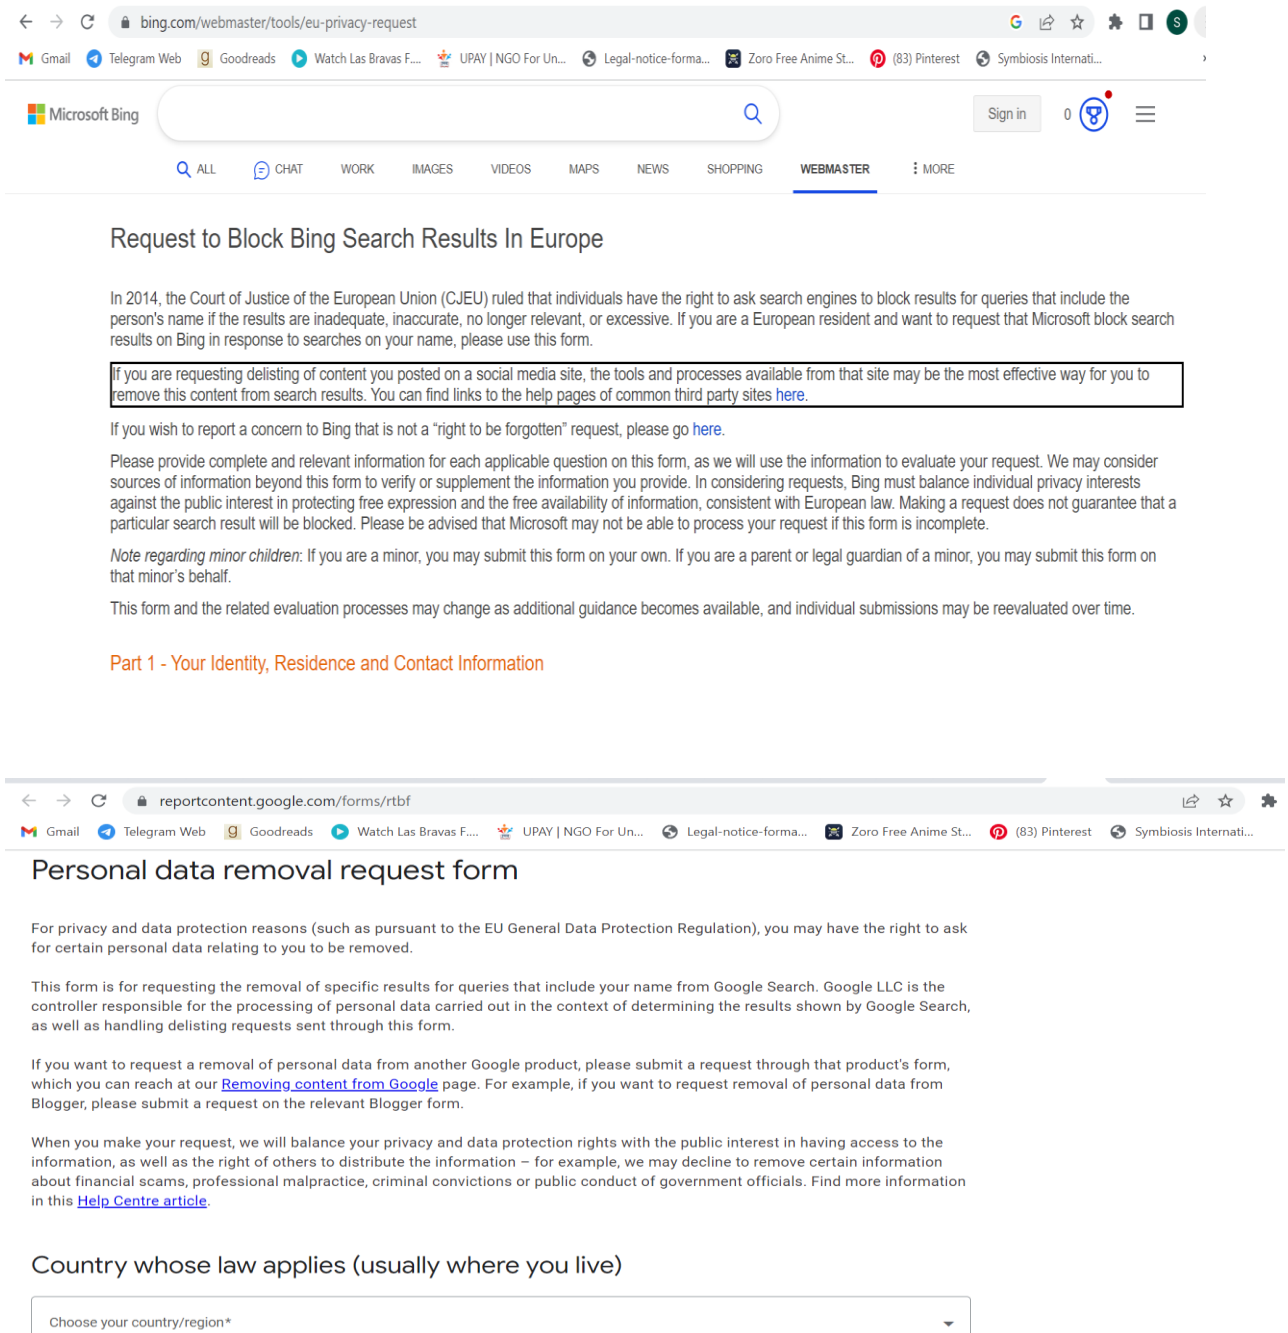 bing.com/webmaster/tools/eu-privacy-request
G
S
Gmail Telegram Web g Goodreads Watch Las Bravas F.... UPAY | NGO For Un... Legal-notice-forma... Zoro Free Anime St... (83) Pinterest Symbiosis Internati...
Microsoft Bing
Sign in 0
ALL CHAT WORK IMAGES VIDEOS MAPS NEWS SHOPPING WEBMASTER MORE
Request to Block Bing Search Results In Europe
In 2014, the Court of Justice of the European Union (CJEU) ruled that individuals have the right to ask search engines to block results for queries that include the
person's name if the results are inadequate, inaccurate, no longer relevant, or excessive. If you are a European resident and want to request that Microsoft block search
results on Bing in response to searches on your name, please use this form.
If you are requesting delisting of content you posted on a social media site, the tools and processes available from that site may be the most effective way for you to
remove this content from search results. You can find links to the help pages of common third party sites here.
If you wish to report a concern to Bing that is not a “right to be forgotten” request, please go here.
Please provide complete and relevant information for each applicable question on this form, as we will use the information to evaluate your request. We may consider
sources of information beyond this form to verify or supplement the information you provide. In considering requests, Bing must balance individual privacy interests
against the public interest in protecting free expression and the free availability of information, consistent with European law. Making a request does not guarantee that a
particular search result will be blocked. Please be advised that Microsoft may not be able to process your request if this form is incomplete.
Note regarding minor children: If you are a minor, you may submit this form on your own. If you are a parent or legal guardian of a minor, you may submit this form on
that minor's behalf.
This form and the related evaluation processes may change as additional guidance becomes available, and individual submissions may be reevaluated over time.
Part 1 - Your Identity, Residence and Contact Information
reportcontent.google.com/forms/rtbf
Gmail Telegram Web g Goodreads Watch Las Bravas F.... UPAY | NGO For Un... Legal-notice-forma... Zoro Free Anime St... (83) Pinterest Symbiosis Internati...
Personal data removal request form
For privacy and data protection reasons (such as pursuant to the EU General Data Protection Regulation), you may have the right to ask
for certain personal data relating to you to be removed.
This form is for requesting the removal of specific results for queries that include your name from Google Search. Google LLC is the
controller responsible for the processing of personal data carried out in the context of determining the results shown by Google Search,
as well as handling delisting requests sent through this form.
If you want to request a removal of personal data from another Google product, please submit a request through that product's form,
which you can reach at our Removing content from Google page. For example, if you want to request removal of personal data from
Blogger, please submit a request on the relevant Blogger form.
When you make your request, we will balance your privacy and data protection rights with the public interest in having access to the
information, as well as the right of others to distribute the information – for example, we may decline to remove certain information
about financial scams, professional malpractice, criminal convictions or public conduct of government officials. Find more information
in this Help Centre article.
Country whose law applies (usually where you live)
Choose your country/region*